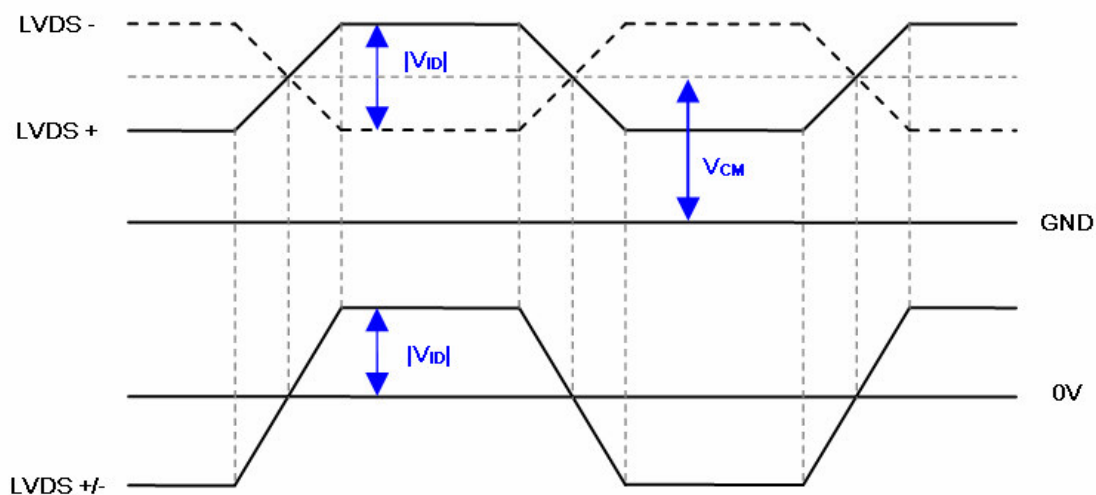 LVDS -
|VID|
LVDS +
VCM
GND
|VID|
0V
LVDS +/-